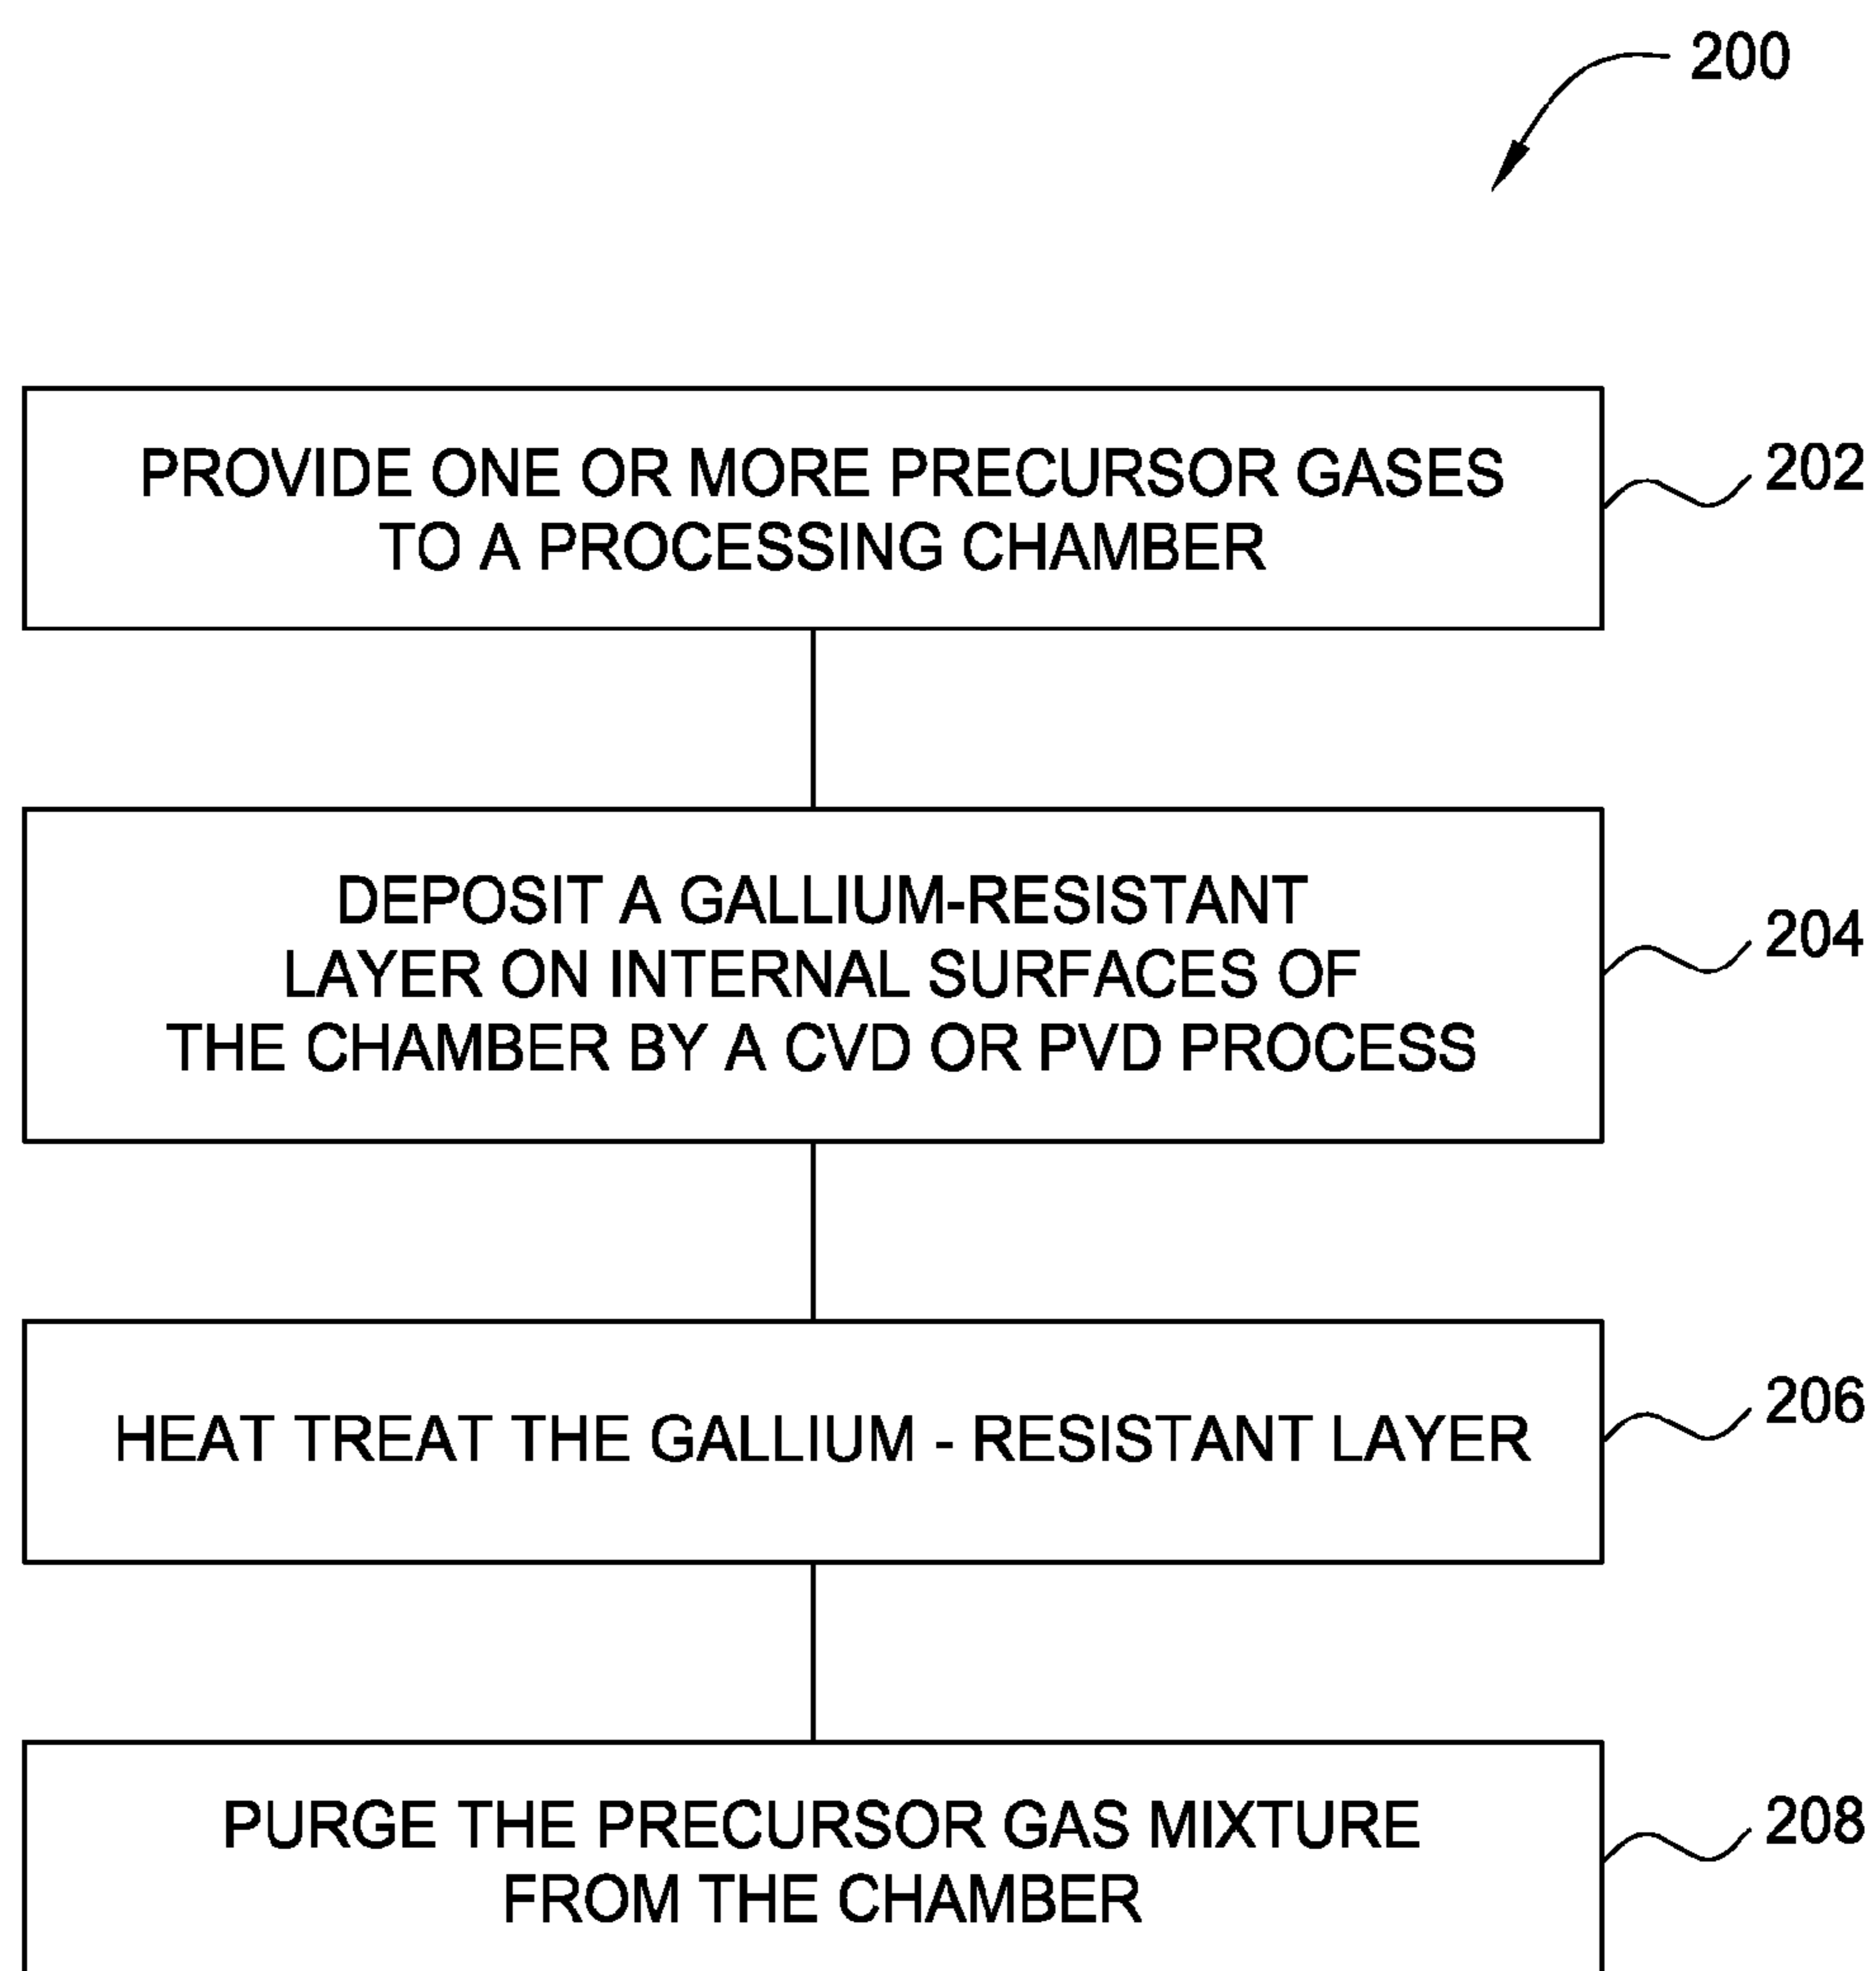 200
PROVIDE ONE OR MORE PRECURSOR GASES
TO A PROCESSING CHAMBER
202
DEPOSIT A GALLIUM-RESISTANT
LAYER ON INTERNAL SURFACES OF
THE CHAMBER BY A CVD OR PVD PROCESS
204
HEAT TREAT THE GALLIUM - RESISTANT LAYER
206
PURGE THE PRECURSOR GAS MIXTURE
FROM THE CHAMBER
208